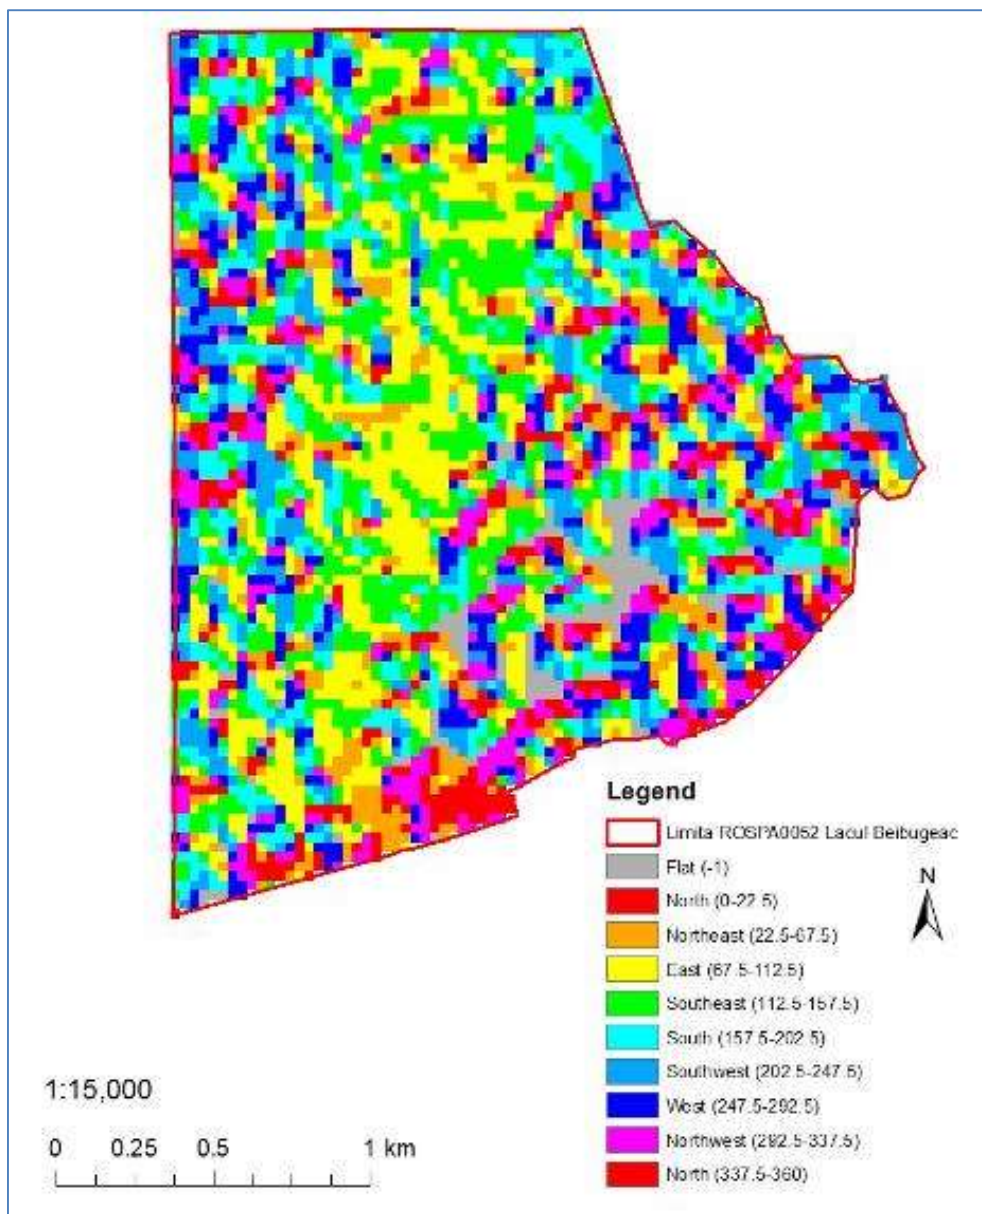 Legend
Limita ROSPA0052 Lacul Beibugeac
Flat (-1)
North (0-22.5)
Northeast (22.5-67.5)
East (67.5-112.5)
Southeast (112.5-157.5)
South (157.5-202.5)
Southwest (202.5-247.5)
West (247.5-292.5)
Northwest (292.5-337.5)
North (337.5-360)
N
1:15,000
0 0.25 0.5 1 km